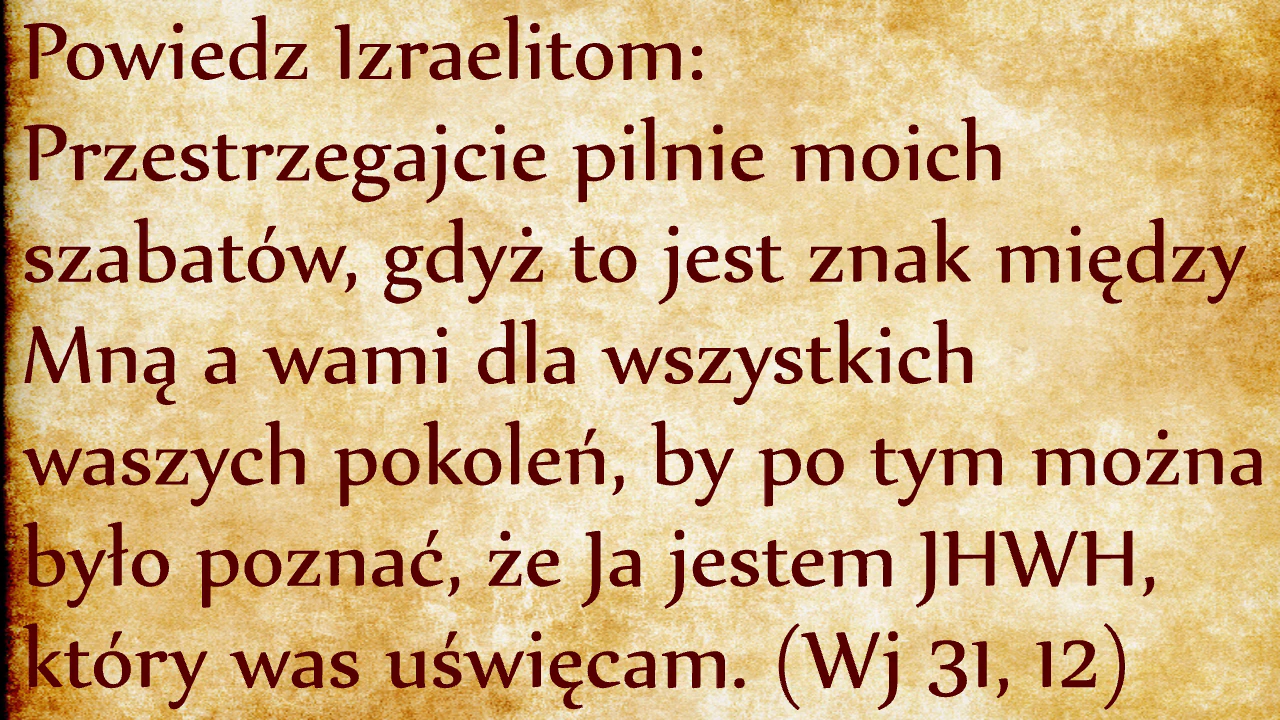 Powiedz Izraelitom:
Przestrzegajcie pilnie moich
szabatów, gdyż to jest znak między
Mną a wami dla wszystkich
waszych pokoleń, by po tym można
było poznać, że Ja jestem JHWH,
który was uświęcam. (Wj 31, 12)